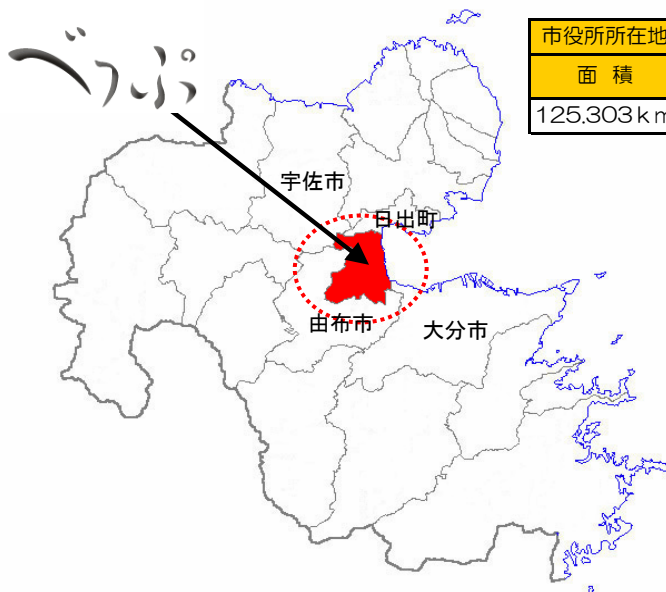 べっぷ
市役所所在地
面 積
125,303km
宇佐市
日出町
由布市
大分市